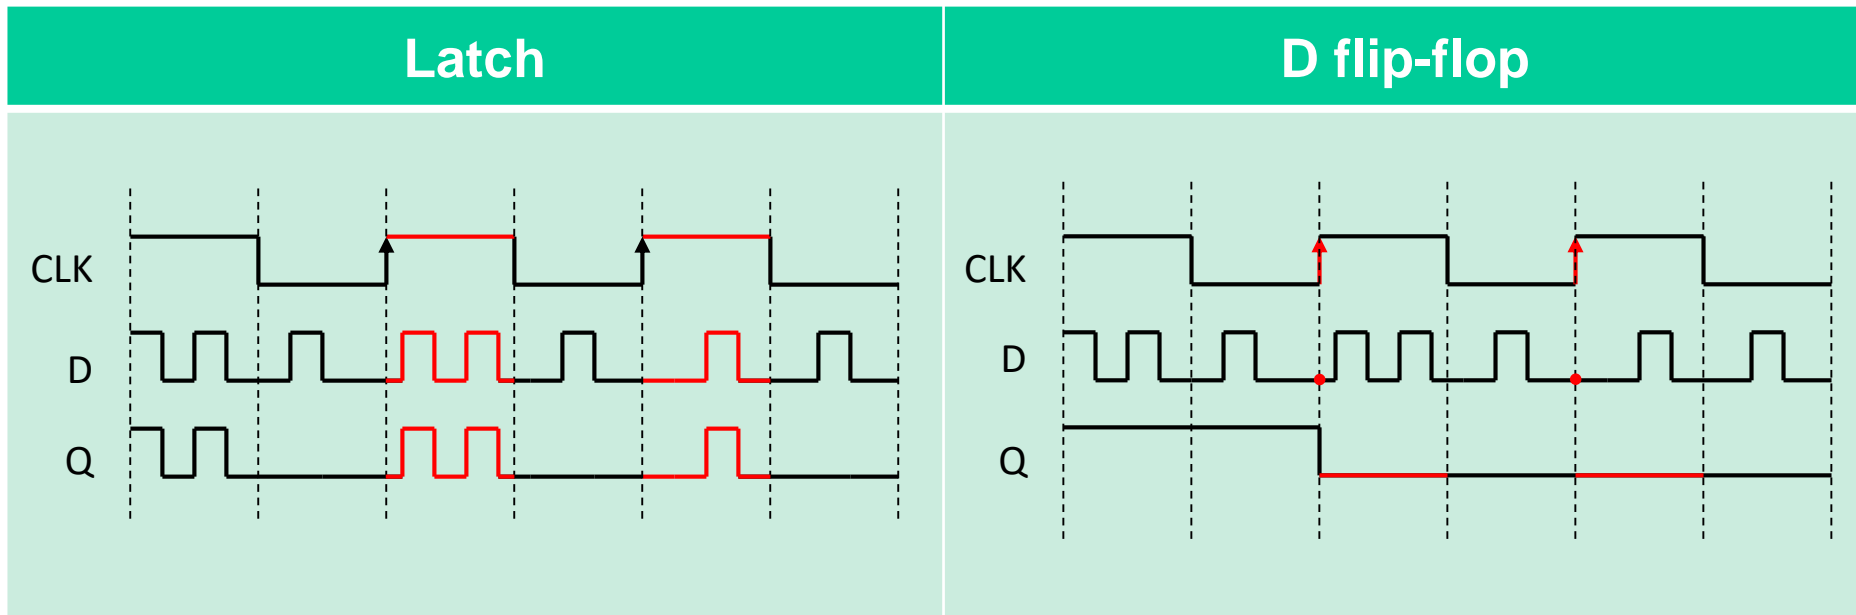 Latch
D flip-flop
CLK
D
Q
CLK
D
Q